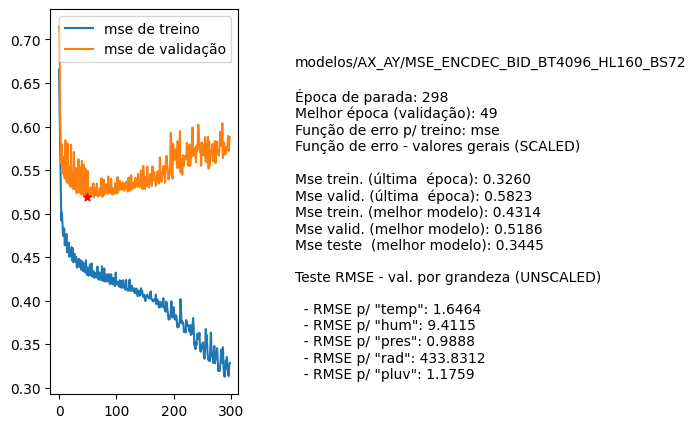 mse de treino
mse de validação
0.70
0.65
0.60
0.55
0.50
0.45
0.40
0.35
0.30
0
100
200
300
modelos/AX_AY/MSE_ENCDEC_BID_BT4096_HL160_BS72
Época de parada: 298
Melhor época (validação): 49
Função de erro p/ treino: mse
Função de erro - valores gerais (SCALED)
Mse trein. (última  época): 0.3260
Mse valid. (última  época): 0.5823
Mse trein. (melhor modelo): 0.4314
Mse valid. (melhor modelo): 0.5186
Mse teste  (melhor modelo): 0.3445
Teste RMSE - val. por grandeza (UNSCALED)
- RMSE p/ "temp": 1.6464
- RMSE p/ "hum": 9.4115
- RMSE p/ "pres": 0.9888
- RMSE p/ "rad": 433.8312
- RMSE p/ "pluv": 1.1759